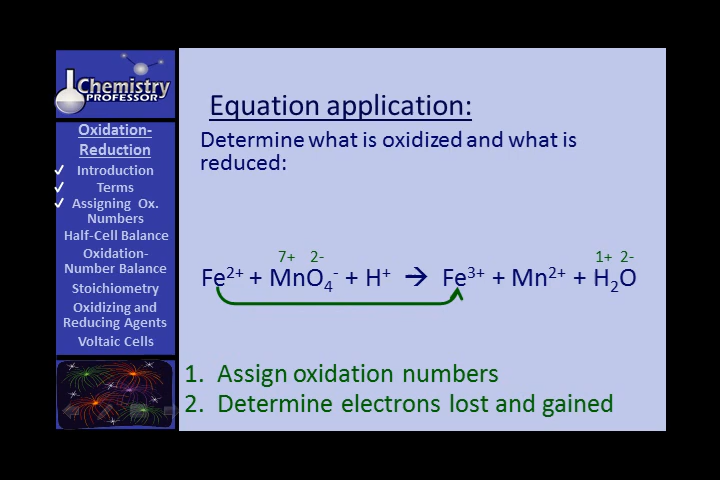 Chemistry
PROFESSOR
Oxidation-
Reduction
✓ Introduction
✓ Terms
✓ Assigning Ox.
Numbers
Half-Cell Balance
Oxidation-
Number Balance
Stoichiometry
Oxidizing and
Reducing Agents
Voltaic Cells
Equation application:
Determine what is oxidized and what is
reduced:
7+ 2- 1+ 2-
Fe²⁺ + MnO₄⁻ + H⁺ → Fe³⁺ + Mn²⁺ + H₂O
1. Assign oxidation numbers
2. Determine electrons lost and gained